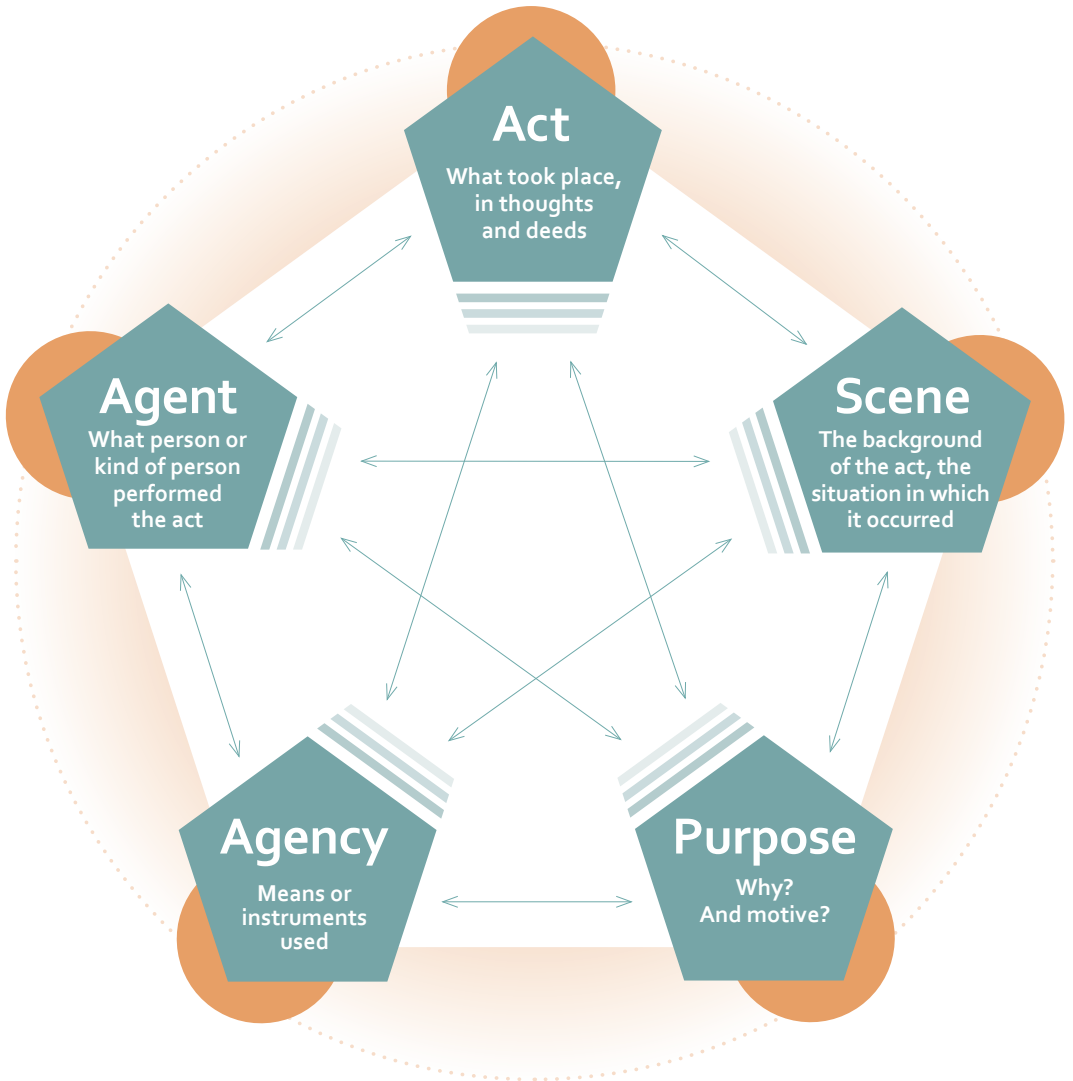 Act
What took place,
in thoughts
and deeds
Agent
What person or
kind of person
performed
the act
Scene
The background
of the act, the
situation in which
it occurred
Agency
Means or
instruments
used
Purpose
Why?
And motive?